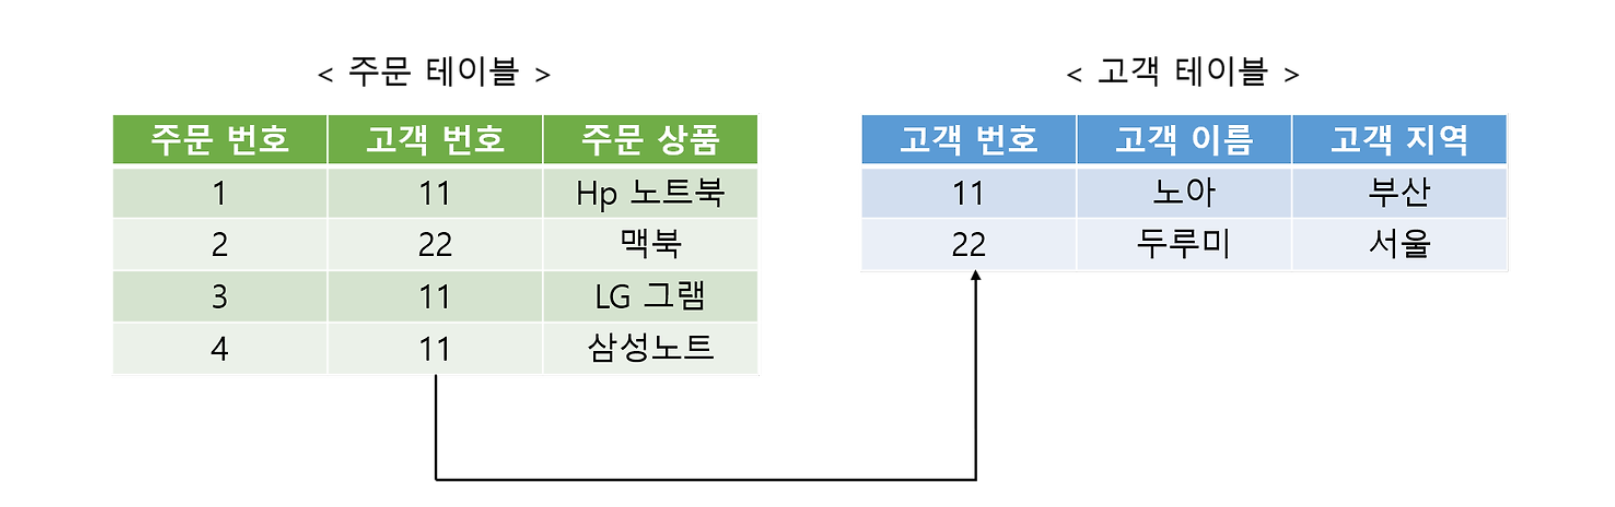 < 주문 테이블 >
주문 번호 고객 번호 주문 상품
1 11 Hp 노트북
2 22 맥북
3 11 LG 그램
4 11 삼성노트
< 고객 테이블 >
고객 번호 고객 이름 고객 지역
11 노아 부산
22 두루미 서울